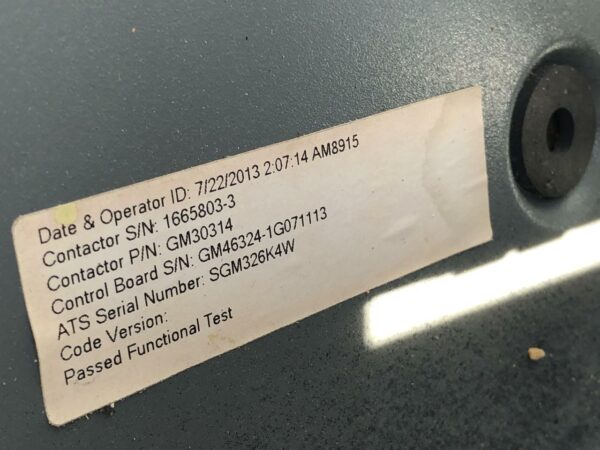 Date & Operator ID: 7/22/2013 2:07:14 AM8915
Contactor S/N: 1665803-3
Contactor P/N: GM30314
Control Board S/N: GM46324-1G071113
ATS Serial Number: SGM326K4W
Code Version:
Passed Functional Test